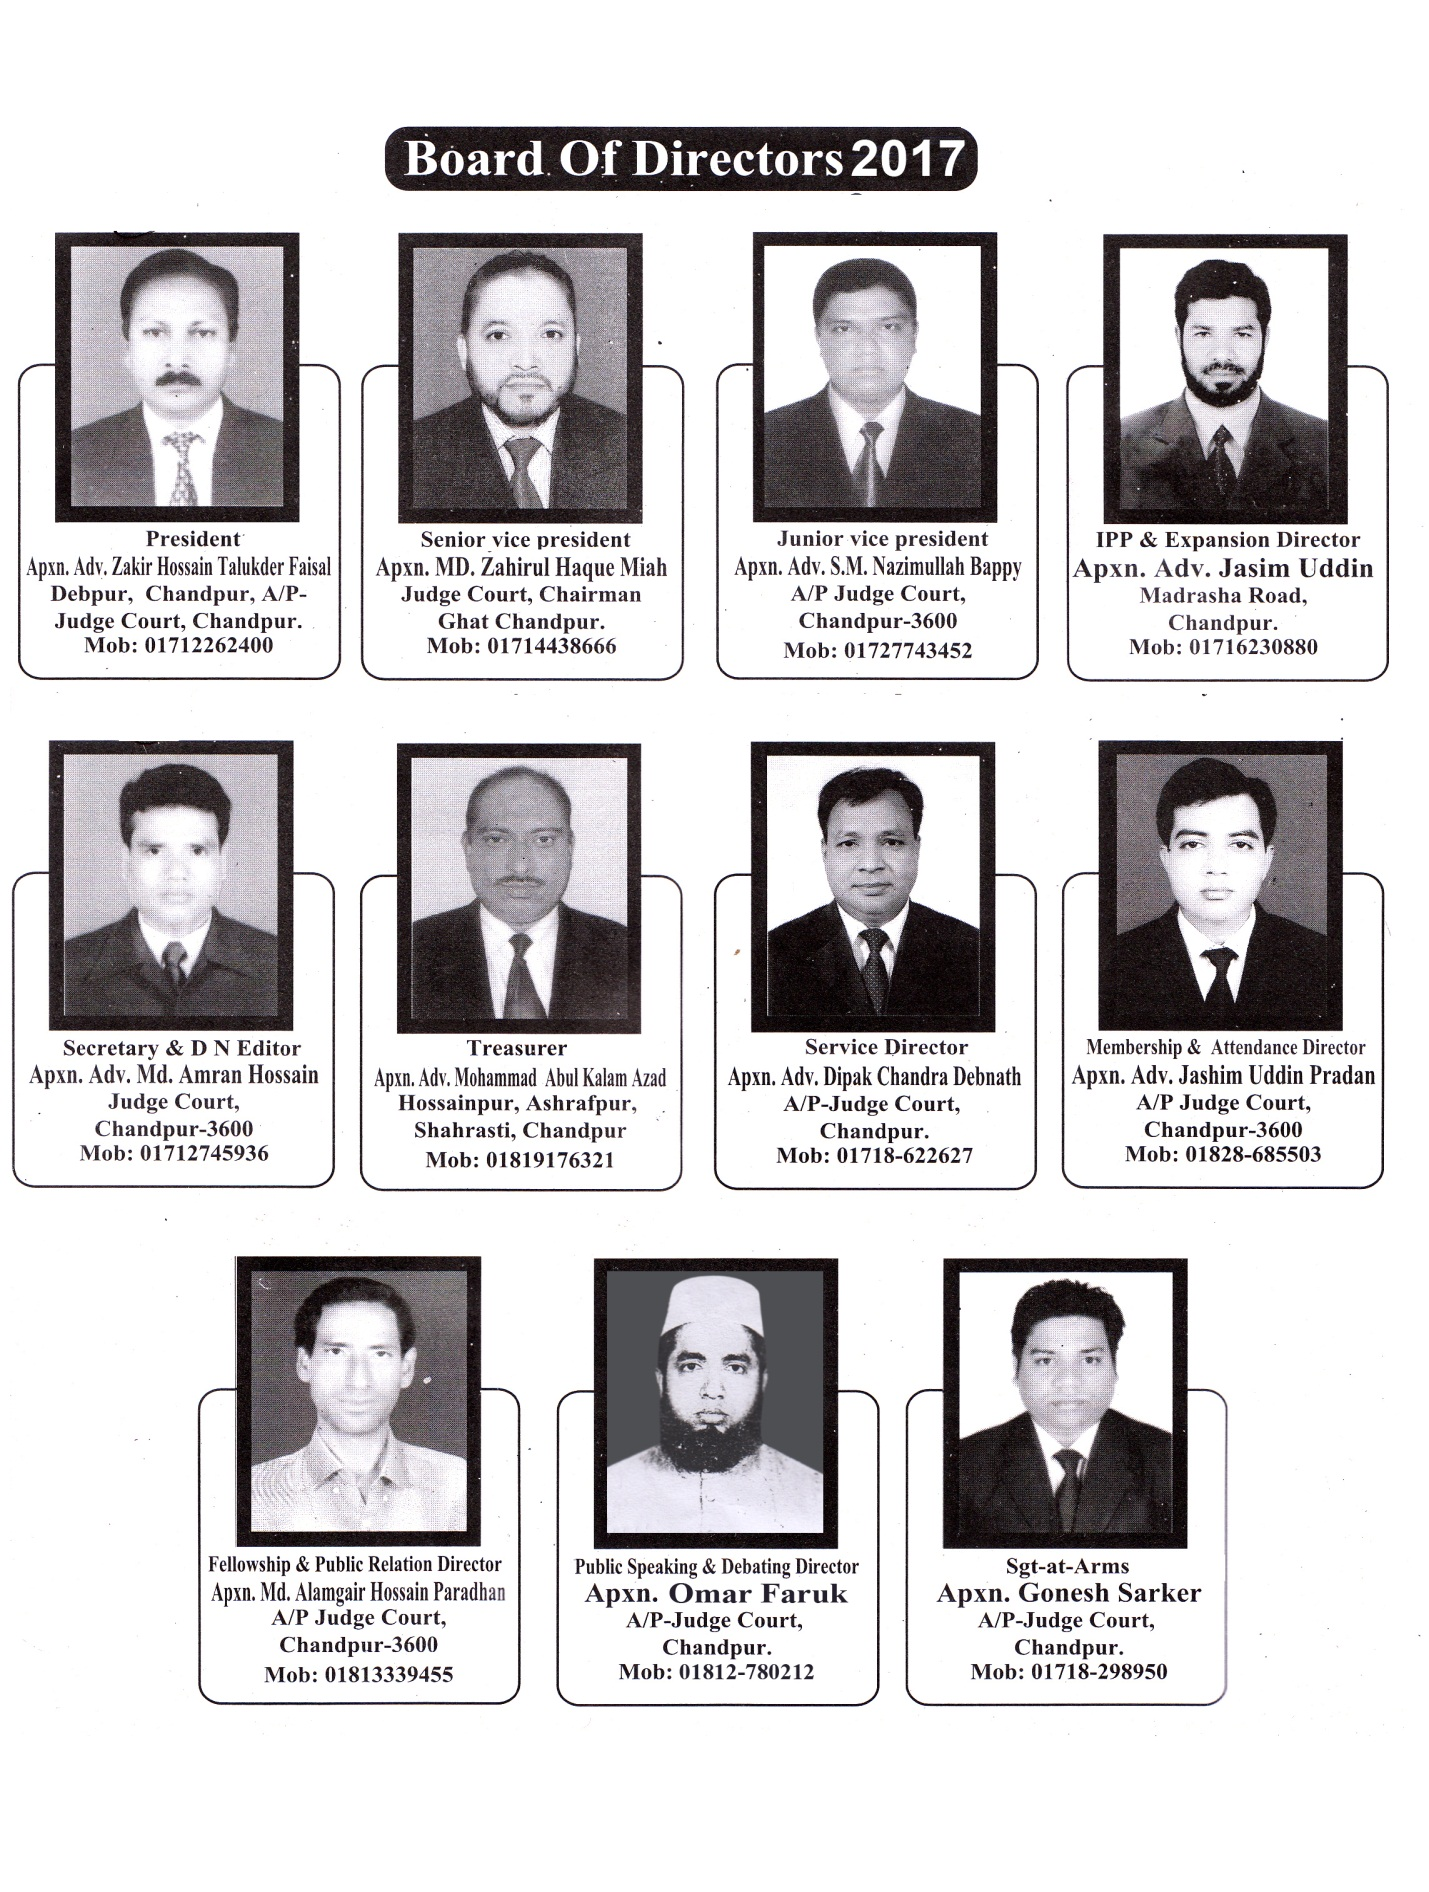 Board Of Directors 2017
President
Apxn. Adv. Zakir Hossain Talukder Faisal
Debpur, Chandpur, A/P-
Judge Court, Chandpur.
Mob: 01712262400
Senior vice president
Apxn. MD. Zahirul Haque Miah
Judge Court, Chairman
Ghat Chandpur.
Mob: 01714438666
Junior vice president
Apxn. Adv. S.M. Nazimullah Bappy
A/P Judge Court,
Chandpur-3600
Mob: 01727743452
IPP & Expansion Director
Apxn. Adv. Jasim Uddin
Madrasha Road,
Chandpur.
Mob: 01716230880
Secretary & D N Editor
Apxn. Adv. Md. Amran Hossain
Judge Court,
Chandpur-3600
Mob: 01712745936
Treasurer
Apxn. Adv. Mohammad Abul Kalam Azad
Hossainpur, Ashrafpur,
Shahrasti, Chandpur
Mob: 01819176321
Service Director
Apxn. Adv. Dipak Chandra Debnath
A/P-Judge Court,
Chandpur.
Mob: 01718-622627
Membership & Attendance Director
Apxn. Adv. Jashim Uddin Pradan
A/P Judge Court,
Chandpur-3600
Mob: 01828-685503
Fellowship & Public Relation Director
Apxn. Md. Alamgair Hossain Paradhan
A/P Judge Court,
Chandpur-3600
Mob: 01813339455
Public Speaking & Debating Director
Apxn. Omar Faruk
A/P-Judge Court,
Chandpur.
Mob: 01812-780212
Sgt-at-Arms
Apxn. Gonesh Sarker
A/P-Judge Court,
Chandpur.
Mob: 01718-298950